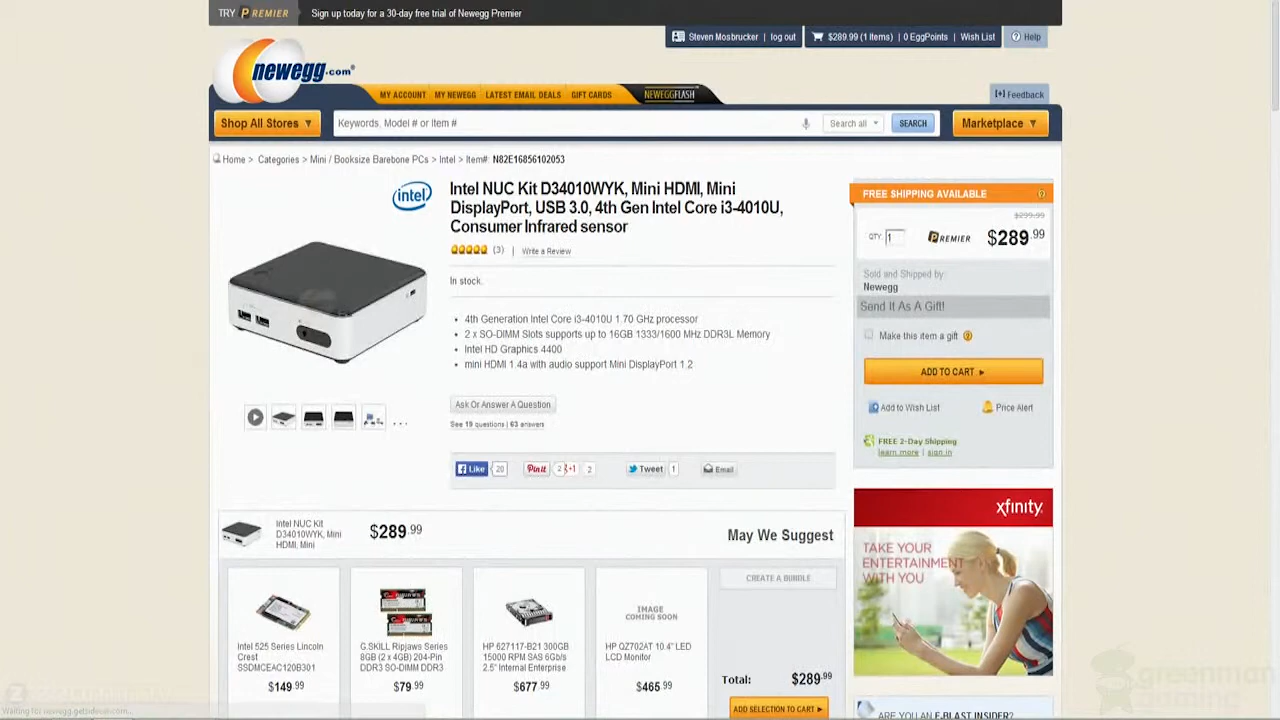 TRY PREMIER Sign up today for a 30-day free trial of Newegg Premier
Steven Mosbrucker | log out $289.99 (1 Items) | 0 EggPoints | Wish List Help
newegg.com®
MY ACCOUNT MY NEWEGG LATEST EMAIL DEALS GIFT CARDS NEWEGGFLASH
[+] Feedback
Shop All Stores ▼ Keywords, Model # or Item # Search all ▼ SEARCH Marketplace ▼
Home > Categories > Mini / Booksize Barebone PCs > Intel > Item#: N82E16856102053
intel
Intel NUC Kit D34010WYK, Mini HDMI, Mini
DisplayPort, USB 3.0, 4th Gen Intel Core i3-4010U,
Consumer Infrared sensor
(3) | Write a Review
In stock.
• 4th Generation Intel Core i3-4010U 1.70 GHz processor
• 2 x SO-DIMM Slots supports up to 16GB 1333/1600 MHz DDR3L Memory
• Intel HD Graphics 4400
• mini HDMI 1.4a with audio support Mini DisplayPort 1.2
...
Ask Or Answer A Question
See 19 questions | 63 answers
Like 20 Pin it 2 +1 2 Tweet 1 Email
FREE SHIPPING AVAILABLE ?
$299.99
QTY: 1 PREMIER $289.99
Sold and Shipped by:
Newegg
Send It As A Gift!
Make this item a gift ?
ADD TO CART ►
Add to Wish List Price Alert
FREE 2-Day Shipping
learn more | sign in
xfinity
TAKE YOUR
ENTERTAINMENT
WITH YOU
Intel NUC Kit
D34010WYK, Mini
HDMI, Mini
$289.99
May We Suggest
Intel 525 Series Lincoln
Crest
SSDMCEAC120B301
$149.99
G.SKILL Ripjaws Series
8GB (2 x 4GB) 204-Pin
DDR3 SO-DIMM DDR3
$79.99
HP 627117-B21 300GB
15000 RPM SAS 6Gb/s
2.5" Internal Enterprise
$677.99
IMAGE
COMING SOON
HP QZ702AT 10.4" LED
LCD Monitor
$465.99
CREATE A BUNDLE
Total: $289.99
ADD SELECTION TO CART ►
ARE YOU AN E-BLAST INSIDER?
greenman
Waiting for newegg.getsidecar.com...